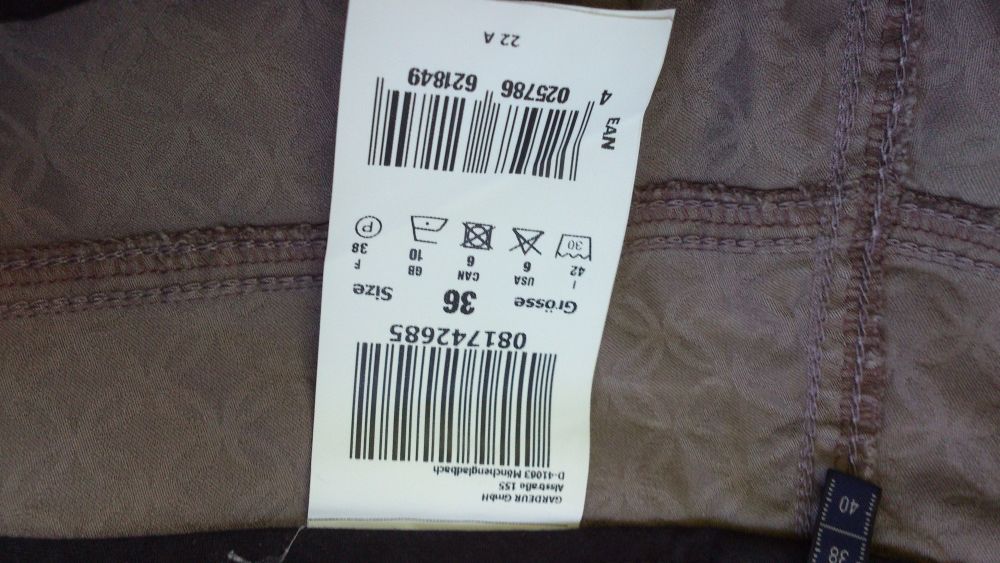 GARDEUR GmbH
Alsstraße 155
D-41063 Mönchengladbach
081742685
Grösse 36 Size
I USA CAN GB F
42 6 6 10 38
30 P
EAN
4 025786 621849
22 A
40
38